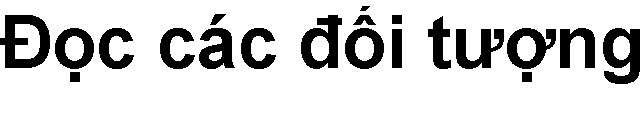 Đọc các đối tượng